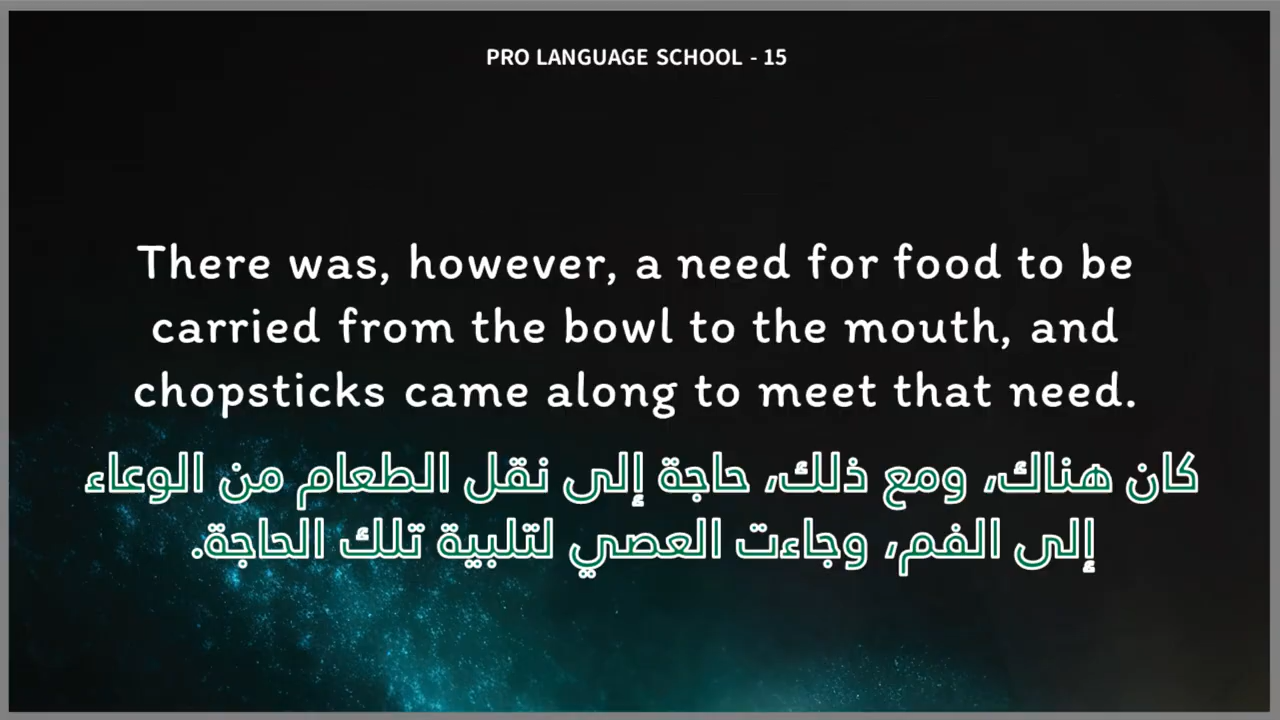 PRO LANGUAGE SCHOOL - 15
There was, however, a need for food to be
carried from the bowl to the mouth, and
chopsticks came along to meet that need.
كان هناك، ومع ذلك، حاجة إلى نقل الطعام من الوعاء
إلى الفم، وجاءت العصي لتلبية تلك الحاجة.